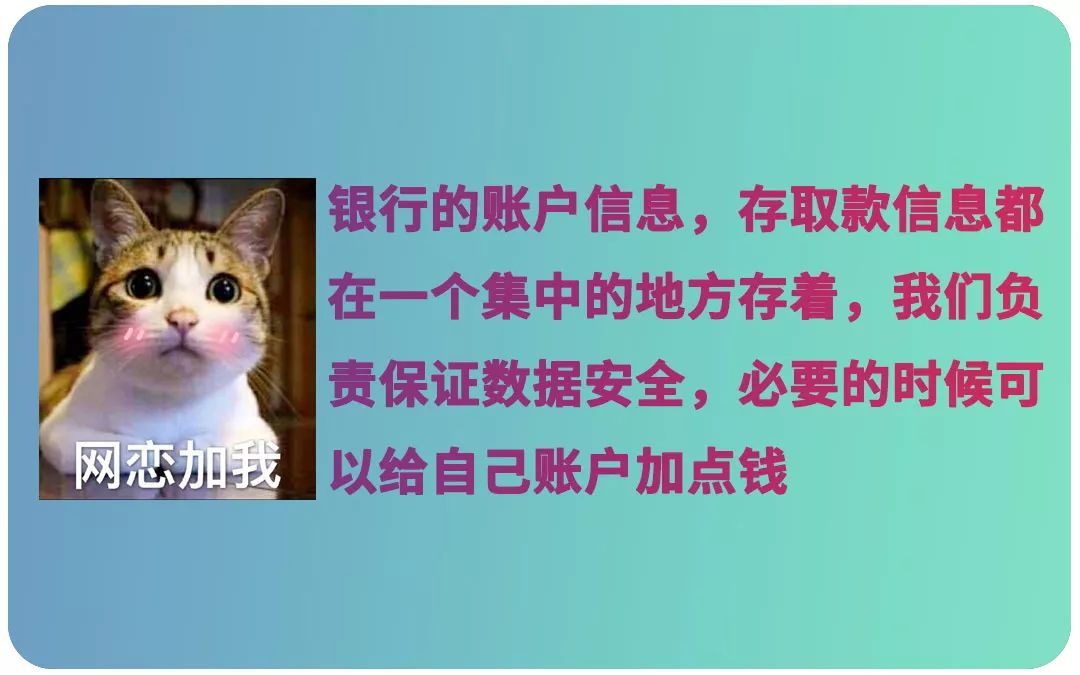 银行的账户信息，存取款信息都
在一个集中的地方存着，我们负
责保证数据安全，必要的时候可
以给自己账户加点钱
网恋加我